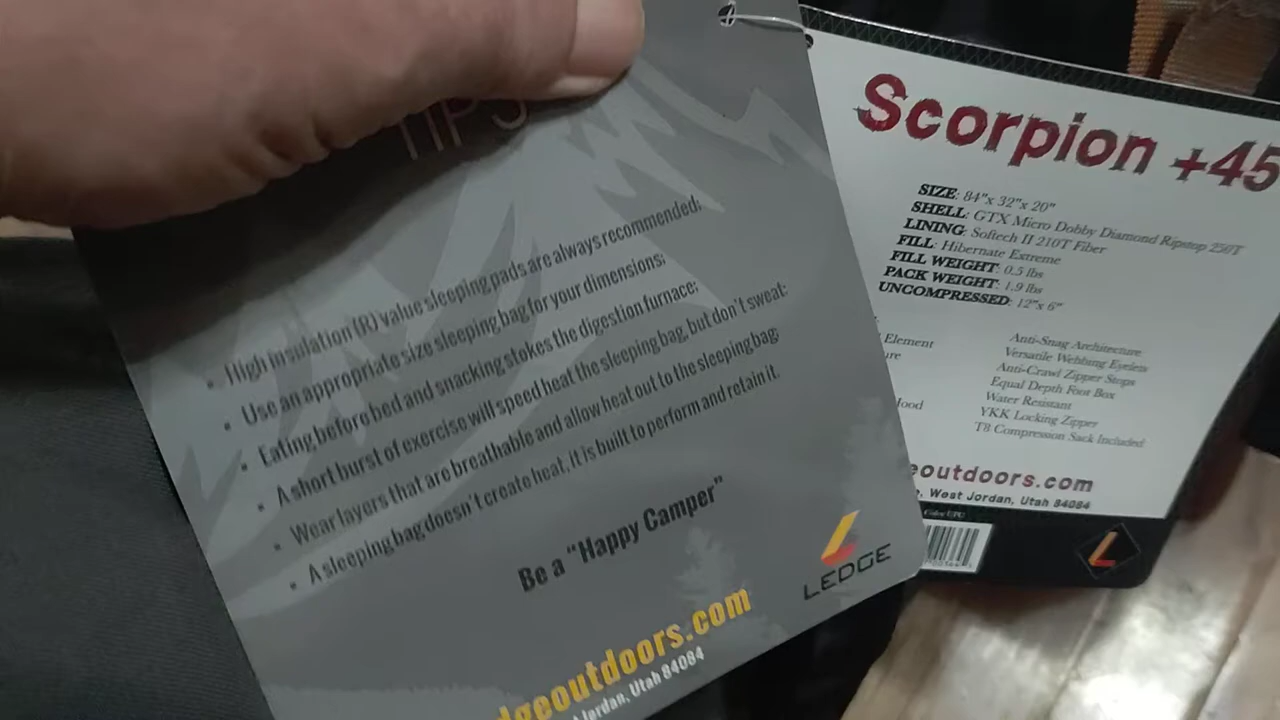 TIPS
High insulation (R) value sleeping pads are always recommended;
Use an appropriate size sleeping bag for your dimensions;
Eating before bed and snacking stokes the digestion furnace;
A short burst of exercise will speed heat the sleeping bag, but don't sweat;
Wear layers that are breathable and allow heat out to the sleeping bag;
A sleeping bag doesn't create heat, it is built to perform and retain it.
Be a "Happy Camper"
LEDGE
dgeoutdoors.com
Jordan, Utah 84084
Scorpion +45
SIZE: 84"x 32"x 20"
SHELL: GTX Micro Dobby Diamond Ripstop 250T
LINING: Softech II 210T Fiber
FILL: Hibernate Extreme
FILL WEIGHT: 0.5 lbs
PACK WEIGHT: 1.9 lbs
UNCOMPRESSED: 12"x 6"
Element
Hood
Anti-Snag Architecture
Versatile Webbing Eyelets
Anti-Crawl Zipper Stops
Equal Depth Foot Box
Water Resistant
YKK Locking Zipper
T8 Compression Sack Included
eoutdoors.com
West Jordan, Utah 84084
Color UPC